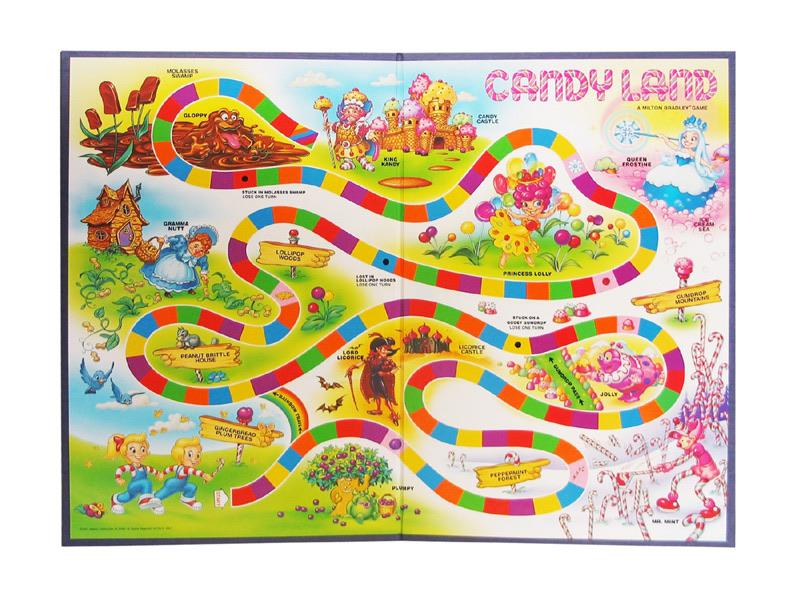 MOLASSES
SWAMP
CANDY LAND
A MILTON BRADLEY GAME
GLOPPY
KING
KANDY
CANDY
CASTLE
QUEEN
FROSTINE
STUCK IN MOLASSES SWAMP
LOSE ONE TURN
GRAMMA
NUTT
LOLLIPOP
WOODS
ICE
CREAM
SEA
PRINCESS LOLLY
LOST IN
LOLLIPOP WOODS
LOSE ONE TURN
GUMDROP
MOUNTAINS
STUCK ON A
GOOEY GUMDROP
LOSE ONE TURN
PEANUT BRITTLE
HOUSE
LORD
LICORICE
LICORICE
CASTLE
GUMDROP PASS
JOLLY
RAINBOW TRAIL
GINGERBREAD
PLUM TREES
PEPPERMINT
FOREST
PLUMPY
START
MR. MINT